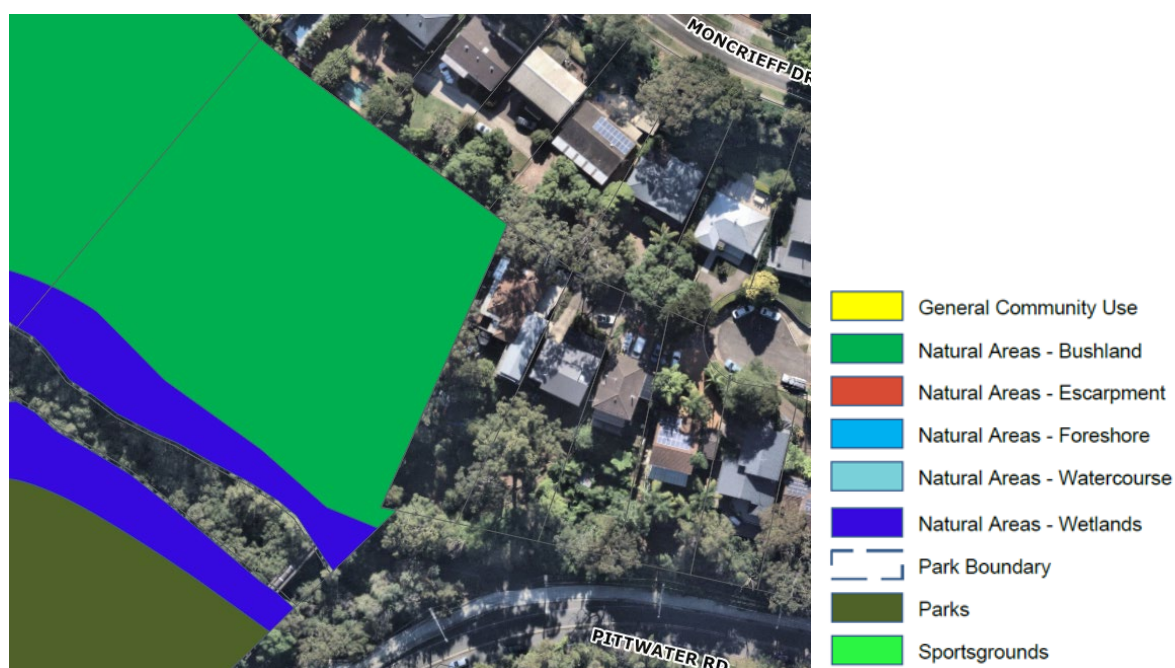 MONCRIEFF DR
General Community Use
Natural Areas - Bushland
Natural Areas - Escarpment
Natural Areas - Foreshore
Natural Areas - Watercourse
Natural Areas - Wetlands
Park Boundary
Parks
Sportsgrounds
PITTWATER RD